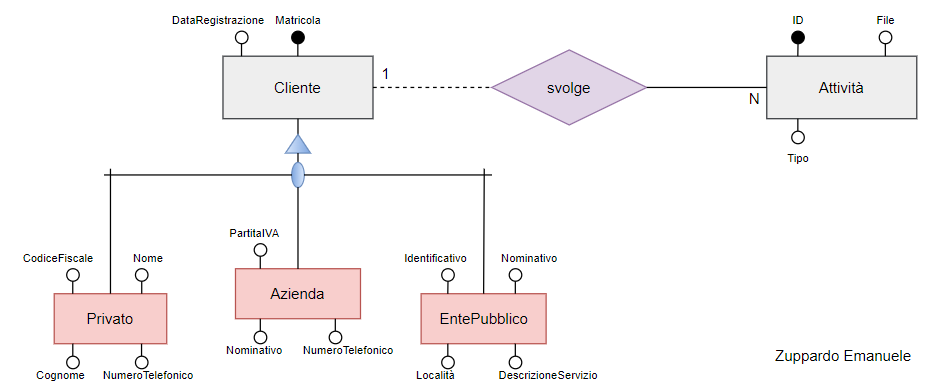 DataRegistrazione Matricola ID File
Cliente 1 svolge N Attività
Tipo
PartitaIVA
CodiceFiscale Nome Identificativo Nominativo
Azienda
Privato EntePubblico
Nominativo NumeroTelefonico
Cognome NumeroTelefonico Località DescrizioneServizio
Zuppardo Emanuele